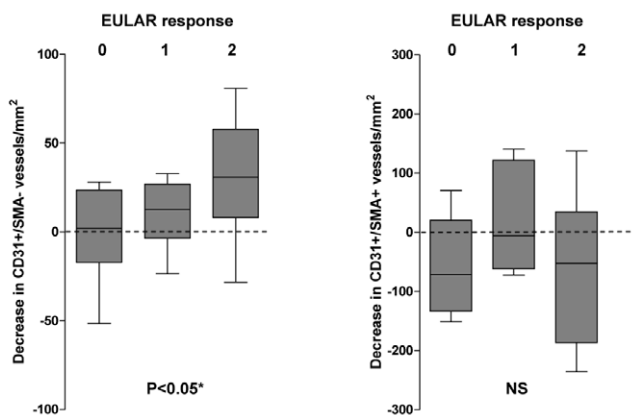 EULAR response
0 1 2
Decrease in CD31+/SMA- vessels/mm²
100
50
0
-50
-100
P<0.05*
EULAR response
0 1 2
Decrease in CD31+/SMA+ vessels/mm²
300
200
100
0
-100
-200
-300
NS